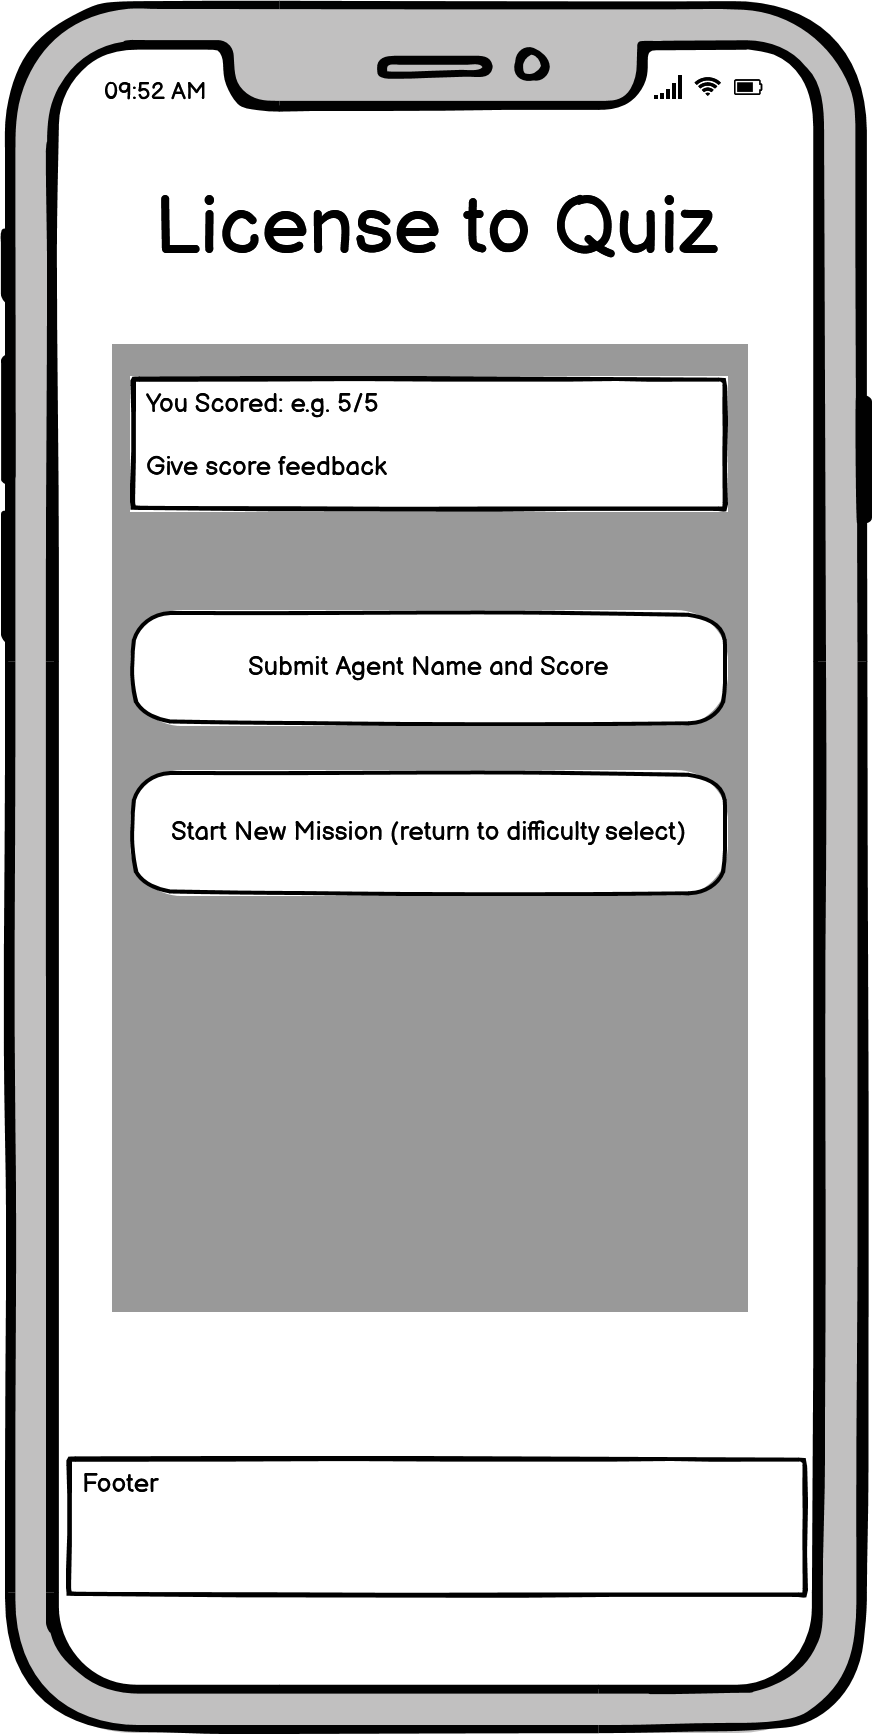 09:52 AM
License to Quiz
You Scored: e.g. 5/5
Give score feedback
Submit Agent Name and Score
Start New Mission (return to difficulty select)
Footer